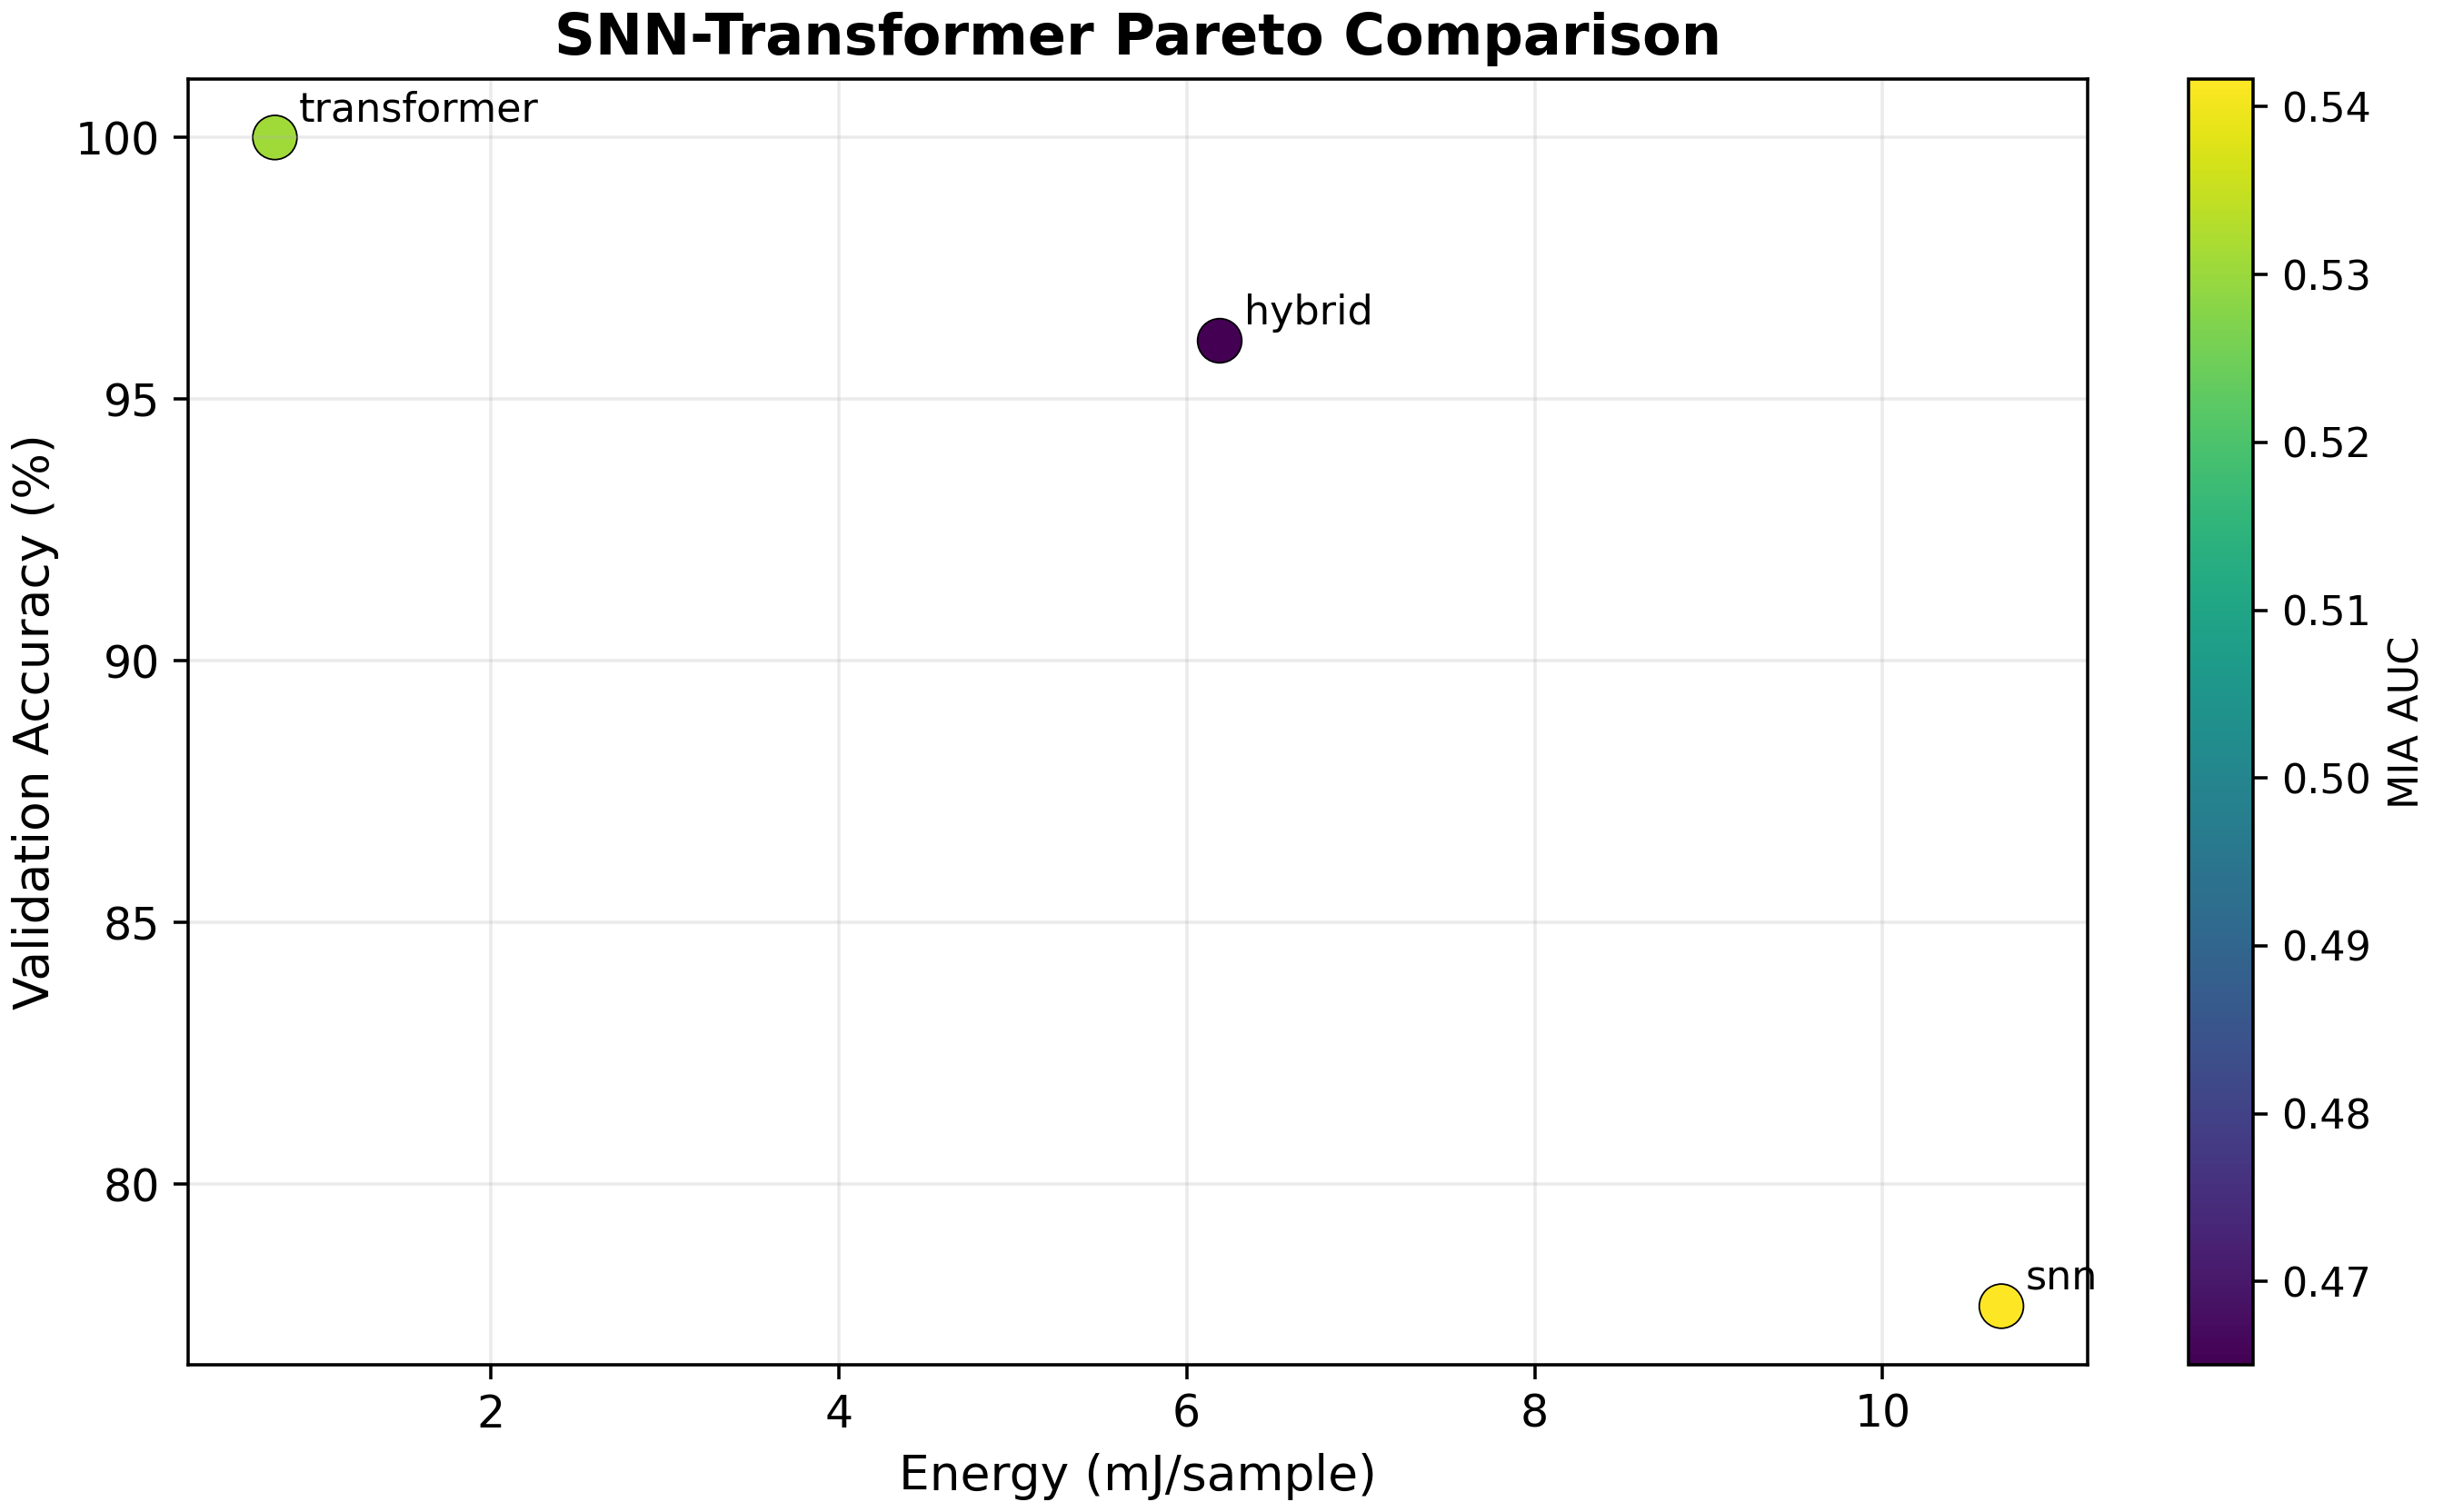 SNN-Transformer Pareto Comparison
transformer
hybrid
snn
Validation Accuracy (%)
100
95
90
85
80
2
4
6
8
10
Energy (mJ/sample)
0.54
0.53
0.52
0.51
0.50
0.49
0.48
0.47
MIA AUC